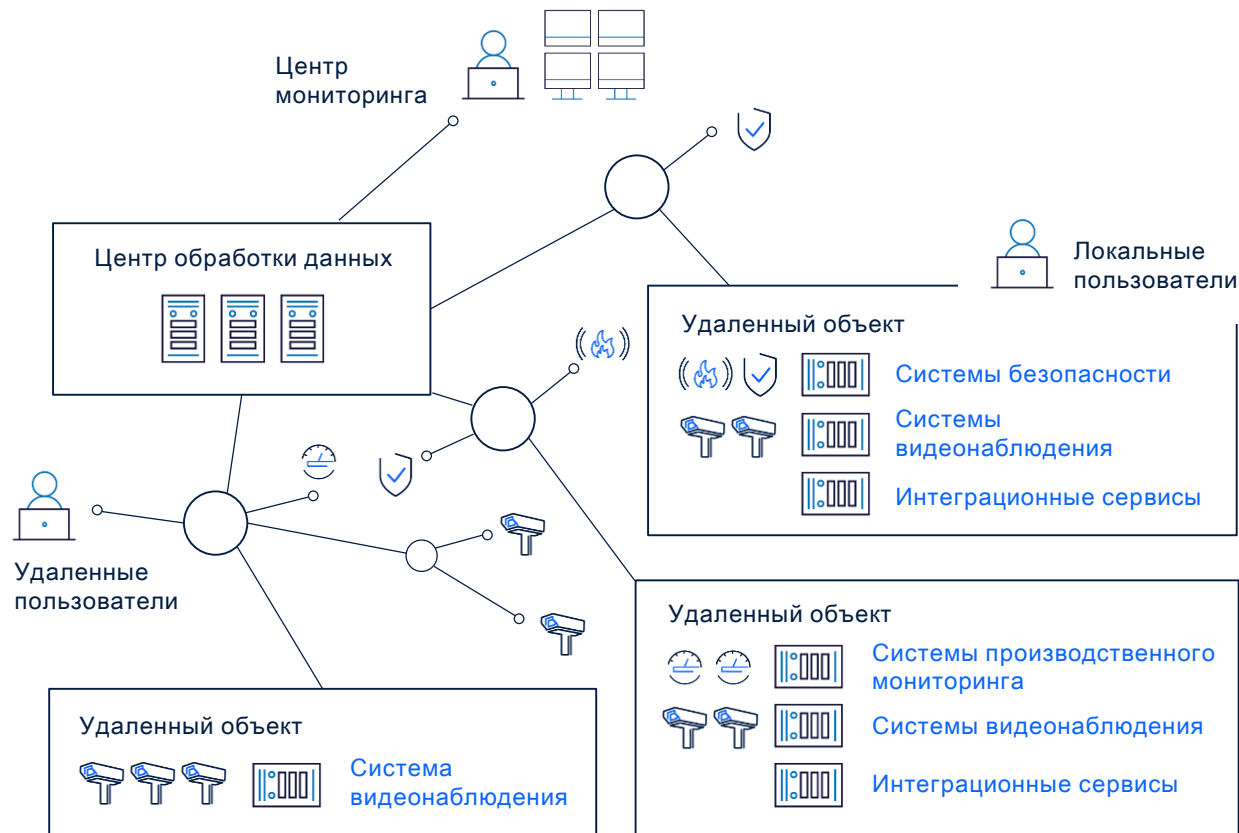 Центр
мониторинга
Центр обработки данных
Локальные
пользователи
Удаленный объект
Системы безопасности
Системы
видеонаблюдения
Интеграционные сервисы
Удаленные
пользователи
Удаленный объект
Системы производственного
мониторинга
Системы видеонаблюдения
Интеграционные сервисы
Удаленный объект
Система
видеонаблюдения